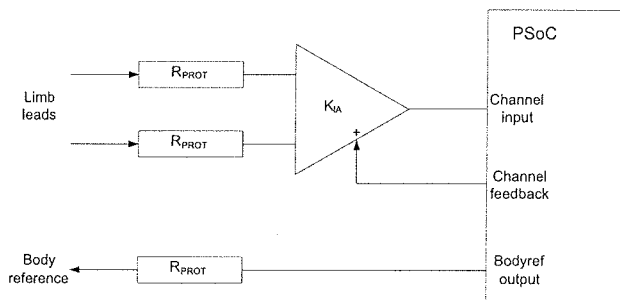 PSoC
R_PROT
Limb
leads
K_IA
Channel
input
R_PROT
+
Channel
feedback
Body
reference
R_PROT
Bodyref
output